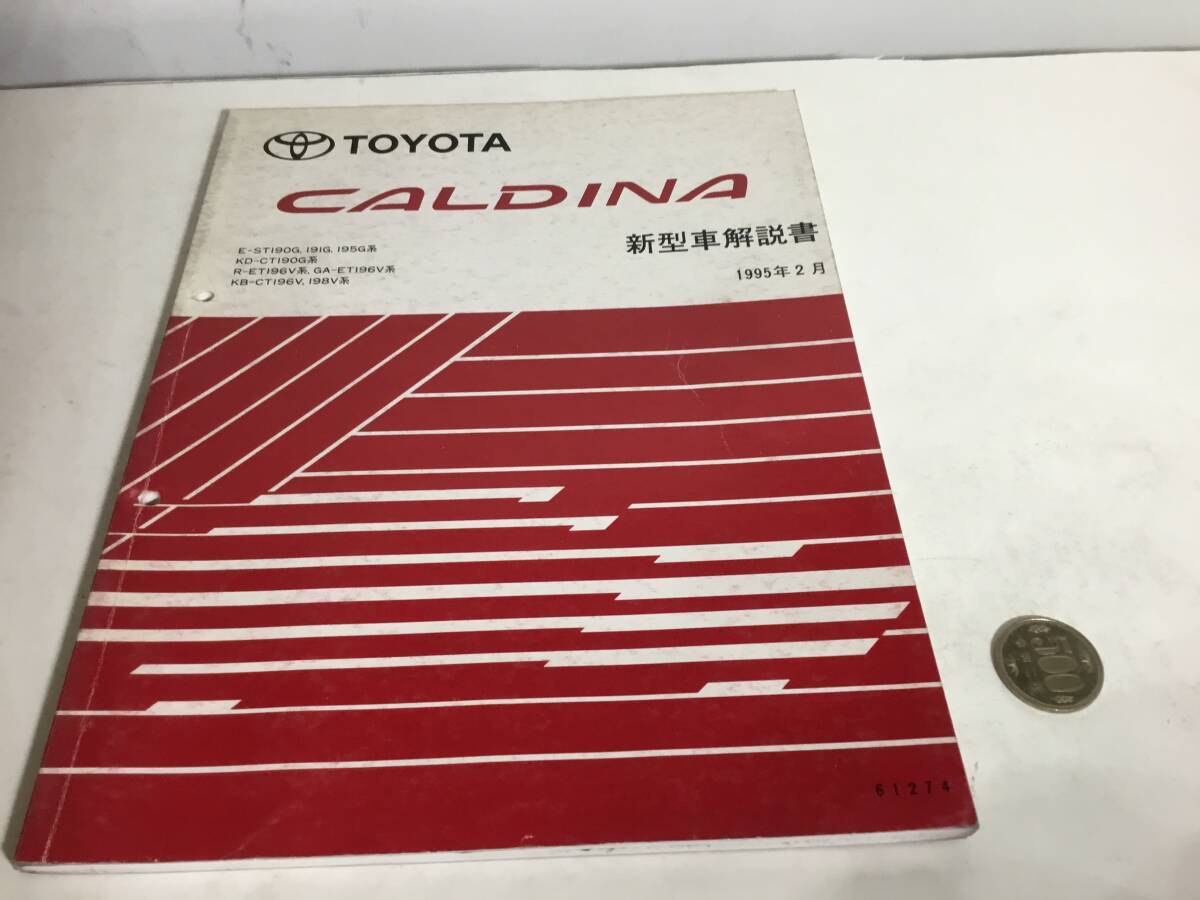 TOYOTA
CALDINA
新型車解説書
1995年2月
E-ST190G, 191G, 195G系
KD-CT190G系
R-ET196V系, GA-ET196V系
KB-CT196V, 198V系
61274
500